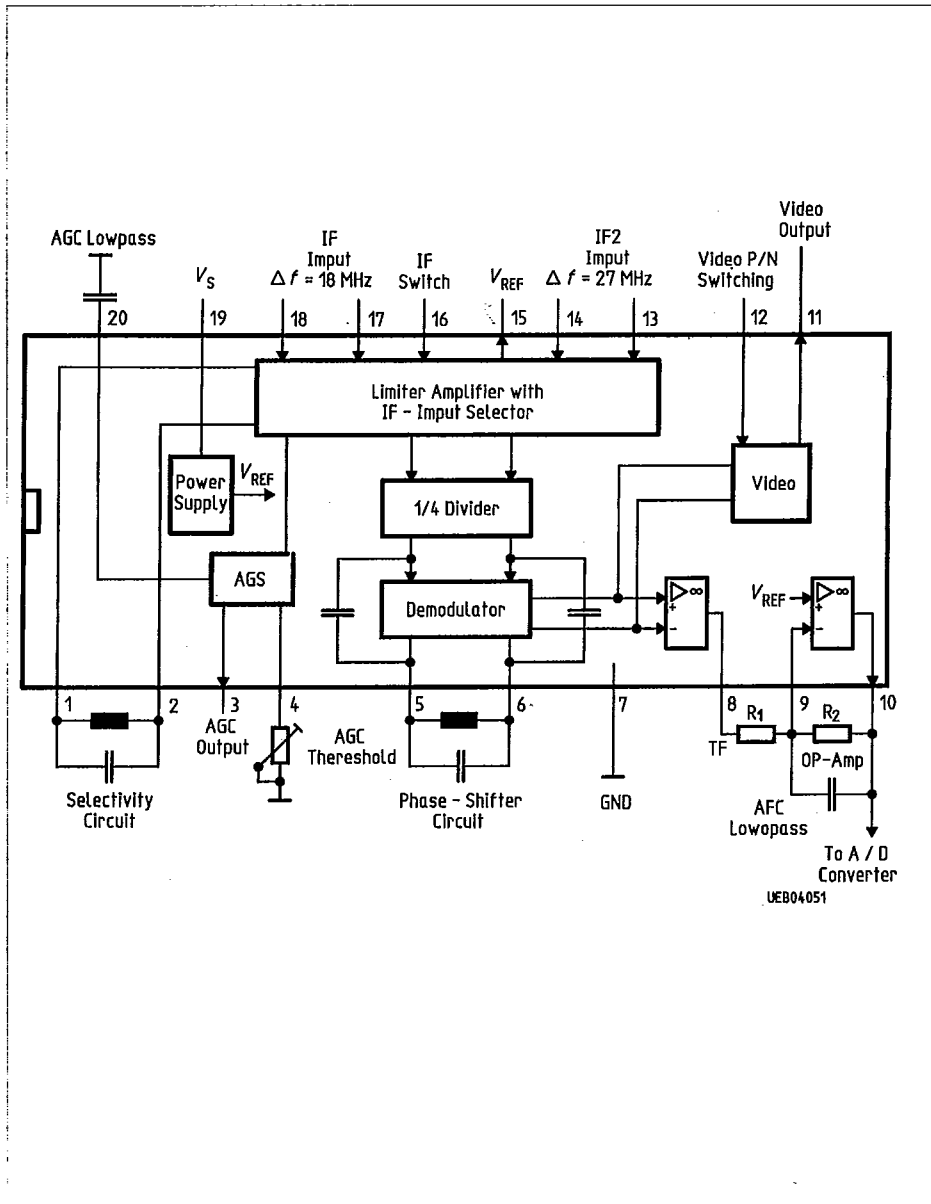 AGC Lowpass
V_S
IF
Imput
Δ f = 18 MHz
IF
Switch
V_REF
IF2
Imput
Δ f = 27 MHz
Video P/N
Switching
Video
Output
20
19
18
17
16
15
14
13
12
11
Limiter Amplifier with
IF - Imput Selector
Power
Supply
V_REF
1/4 Divider
Video
AGS
Demodulator
▷∞
+
−
V_REF
▷∞
+
−
1
2
3
4
5
6
7
8
9
10
AGC
Output
AGC
Thereshold
TF
R1
R2
OP-Amp
Selectivity
Circuit
Phase - Shifter
Circuit
GND
AFC
Lowopass
To A / D
Converter
UEB04051